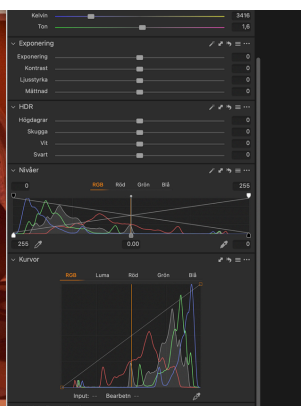 Kelvin 3416
Ton 1,6
Exponering
Exponering 0
Kontrast 0
Ljusstyrka 0
Mättnad 0
HDR
Högdagrar 0
Skugga 0
Vit 0
Svart 0
Nivåer
0 RGB Röd Grön Blå 255
255 0.00 0
Kurvor
RGB Luma Röd Grön Blå
Input: -- Bearbetn --